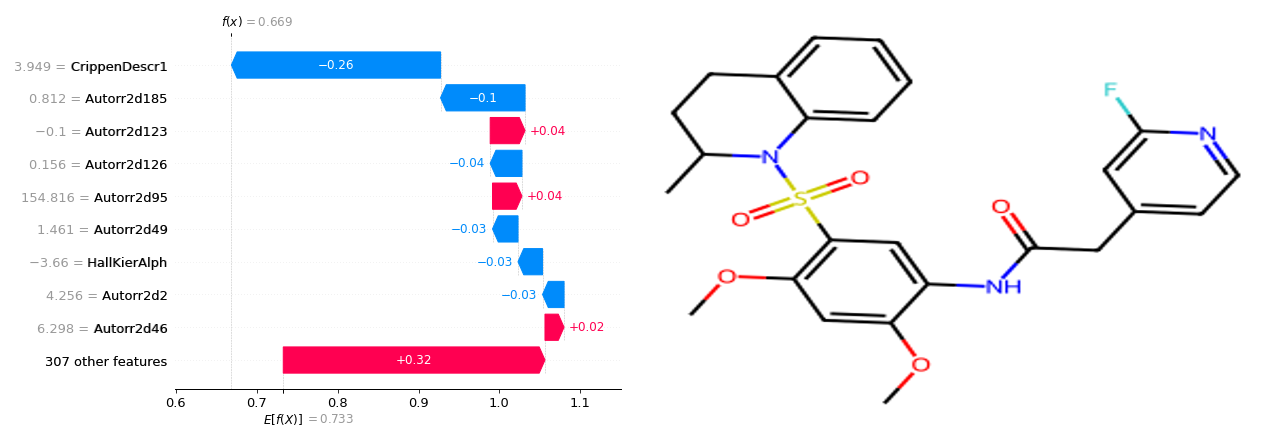 f(x) = 0.669
3.949 = CrippenDescr1
−0.26
0.812 = Autorr2d185
−0.1
−0.1 = Autorr2d123
+0.04
0.156 = Autorr2d126
−0.04
154.816 = Autorr2d95
+0.04
1.461 = Autorr2d49
−0.03
−3.66 = HallKierAlph
−0.03
4.256 = Autorr2d2
−0.03
6.298 = Autorr2d46
+0.02
307 other features
+0.32
0.6 0.7 0.8 0.9 1.0 1.1
E[f(X)] = 0.733
F
N
N
O
S
O
O
O
NH
O